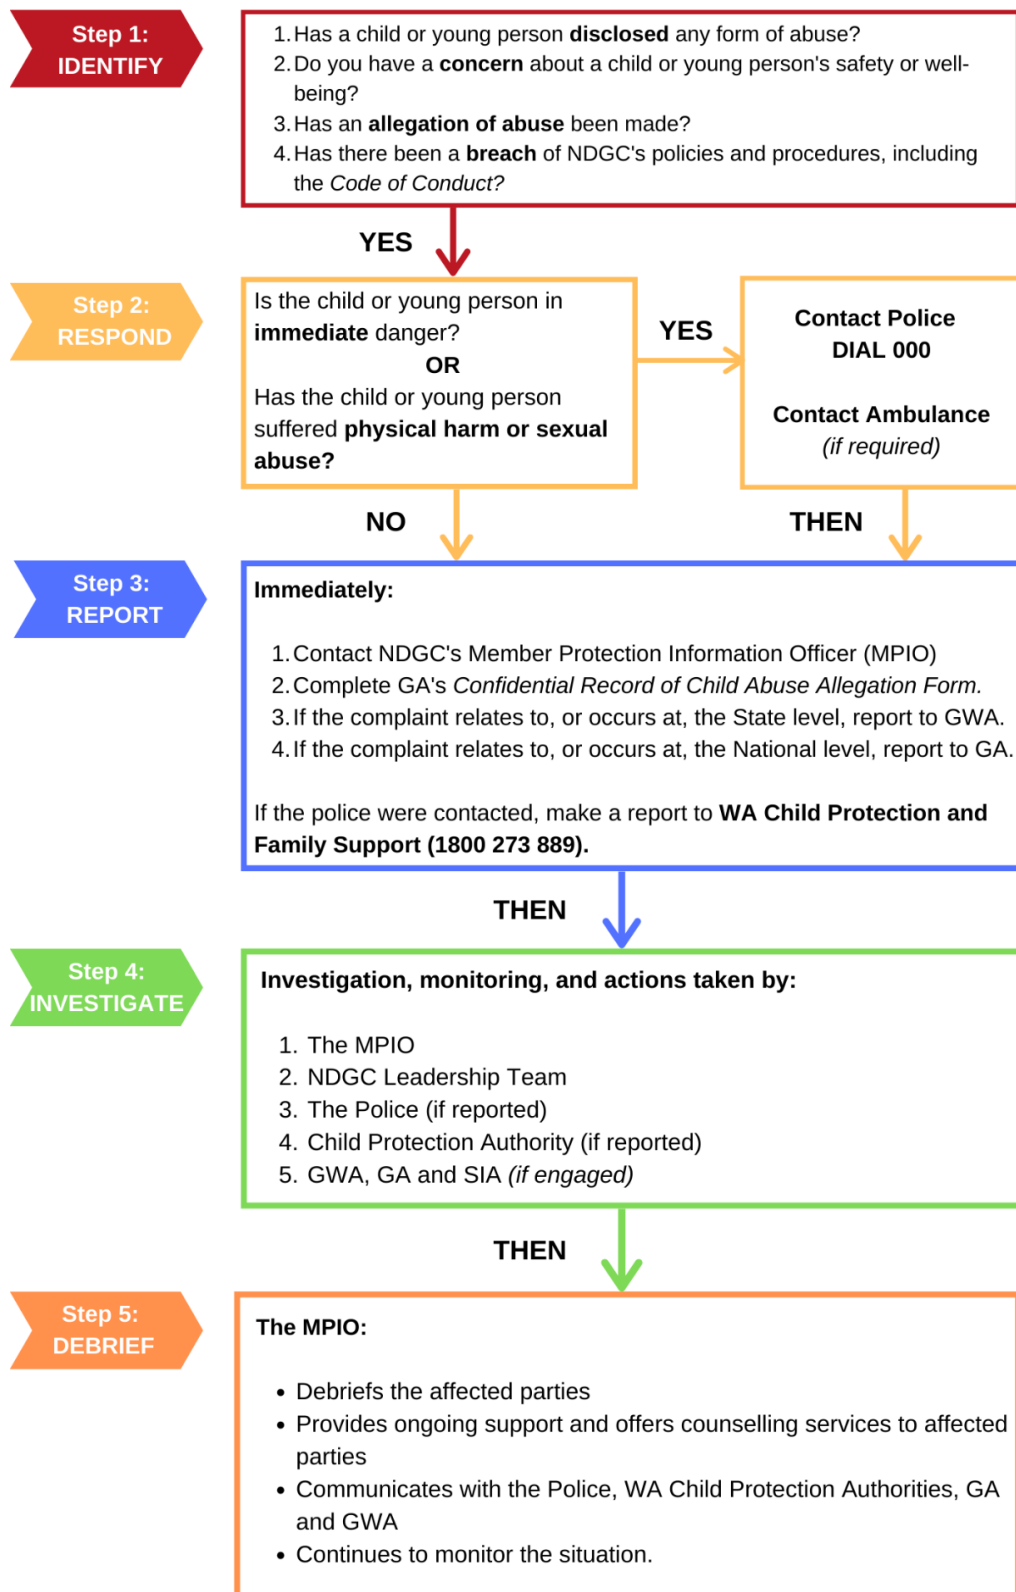 Step 1:
IDENTIFY
1. Has a child or young person disclosed any form of abuse?
2. Do you have a concern about a child or young person's safety or well-
being?
3. Has an allegation of abuse been made?
4. Has there been a breach of NDGC's policies and procedures, including
the Code of Conduct?
YES
Step 2:
RESPOND
Is the child or young person in
immediate danger?
OR
Has the child or young person
suffered physical harm or sexual
abuse?
YES
Contact Police
DIAL 000
Contact Ambulance
(if required)
NO
THEN
Step 3:
REPORT
Immediately:
1. Contact NDGC's Member Protection Information Officer (MPIO)
2. Complete GA's Confidential Record of Child Abuse Allegation Form.
3. If the complaint relates to, or occurs at, the State level, report to GWA.
4. If the complaint relates to, or occurs at, the National level, report to GA.
If the police were contacted, make a report to WA Child Protection and
Family Support (1800 273 889).
THEN
Step 4:
INVESTIGATE
Investigation, monitoring, and actions taken by:
1. The MPIO
2. NDGC Leadership Team
3. The Police (if reported)
4. Child Protection Authority (if reported)
5. GWA, GA and SIA (if engaged)
THEN
Step 5:
DEBRIEF
The MPIO:
• Debriefs the affected parties
• Provides ongoing support and offers counselling services to affected
parties
• Communicates with the Police, WA Child Protection Authorities, GA
and GWA
• Continues to monitor the situation.